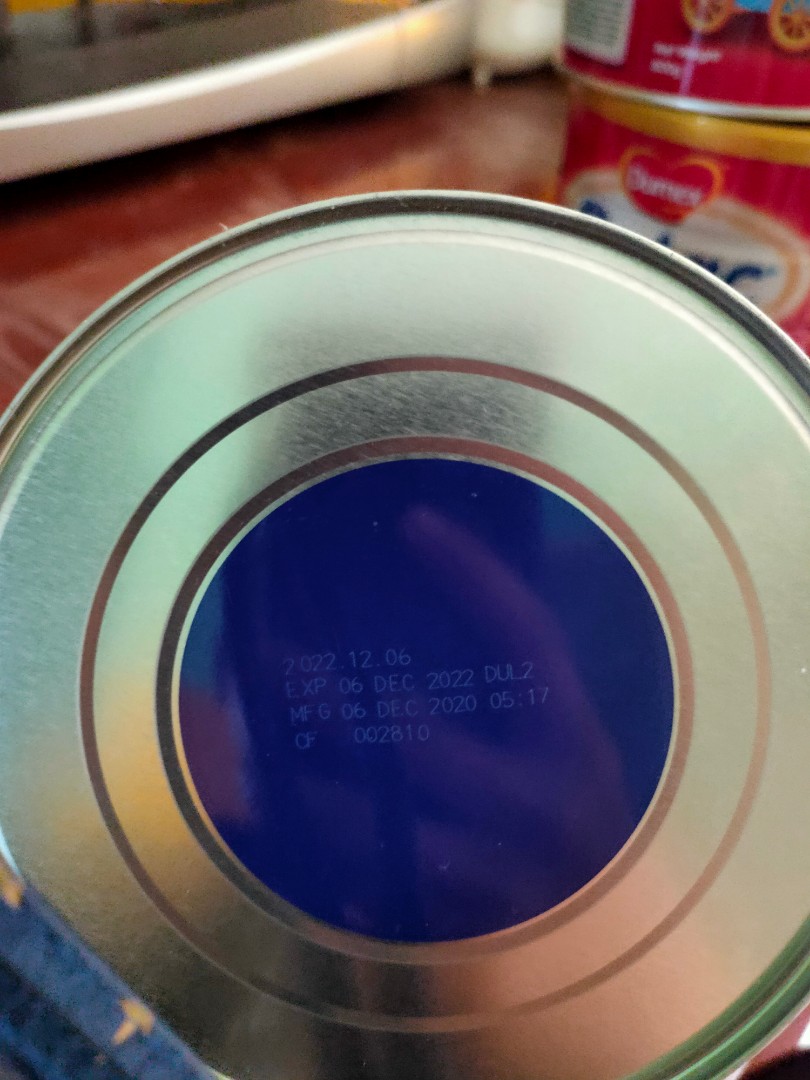 Dumex
2022.12.06
EXP 06 DEC 2022 DUL2
MFG 06 DEC 2020 05:17
CF 002810